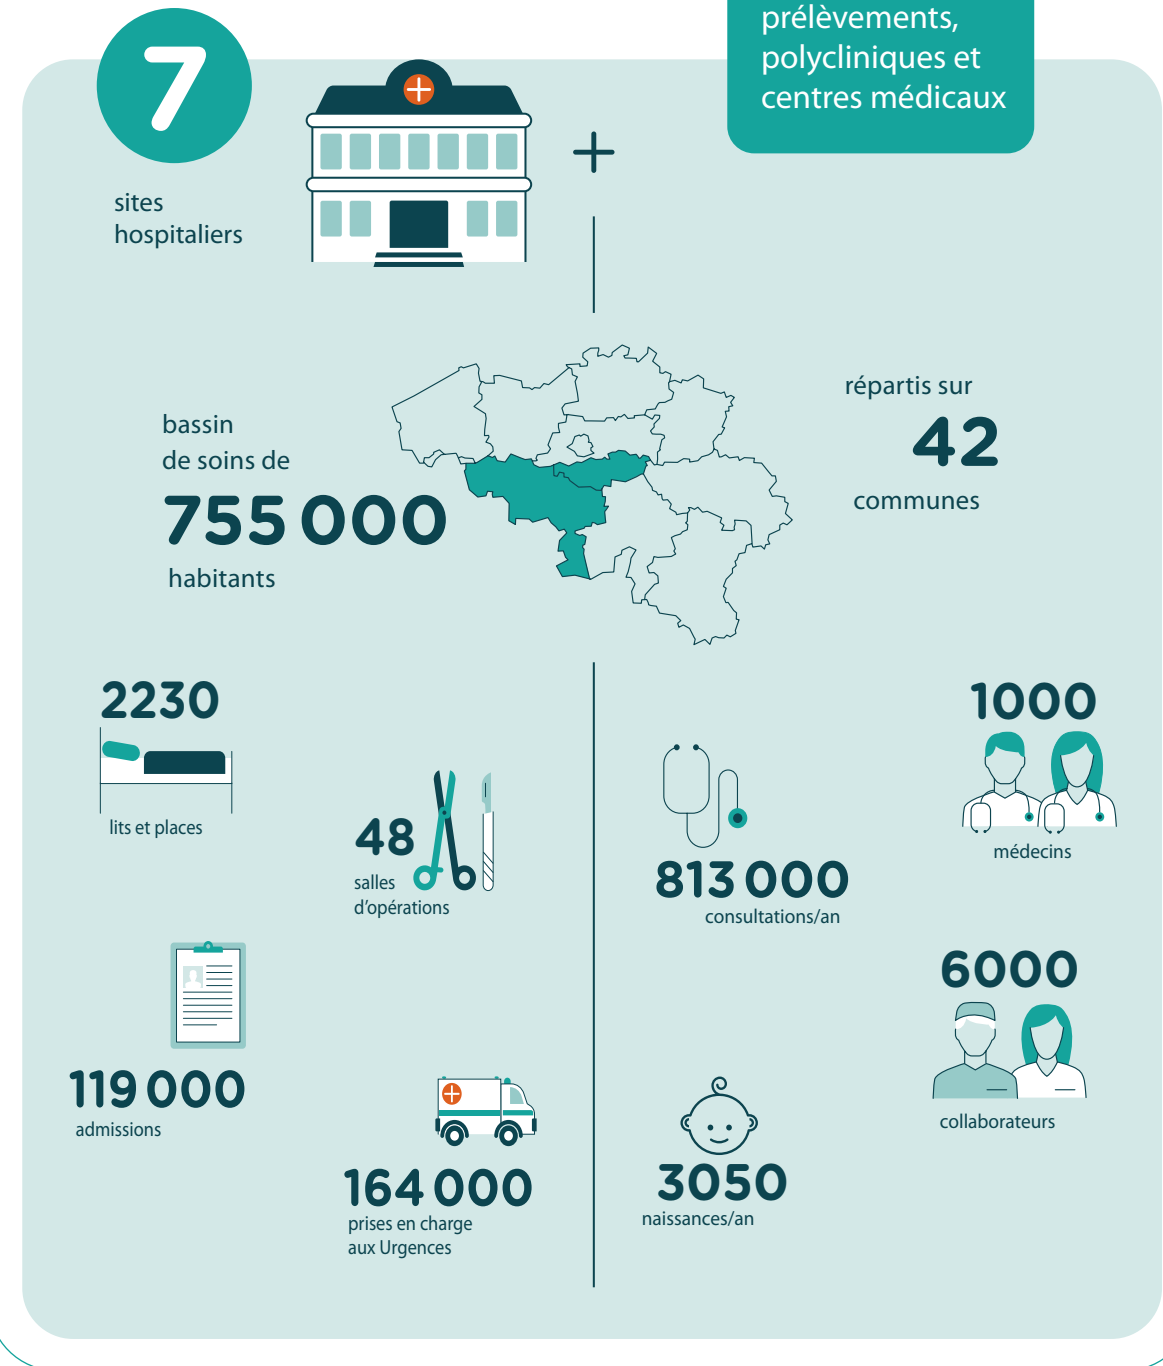 7
sites
hospitaliers
prélèvements,
polycliniques et
centres médicaux
bassin
de soins de
755 000
habitants
répartis sur
42
communes
2230
lits et places
48
salles
d'opérations
813 000
consultations/an
1000
médecins
119 000
admissions
164 000
prises en charge
aux Urgences
3050
naissances/an
6000
collaborateurs